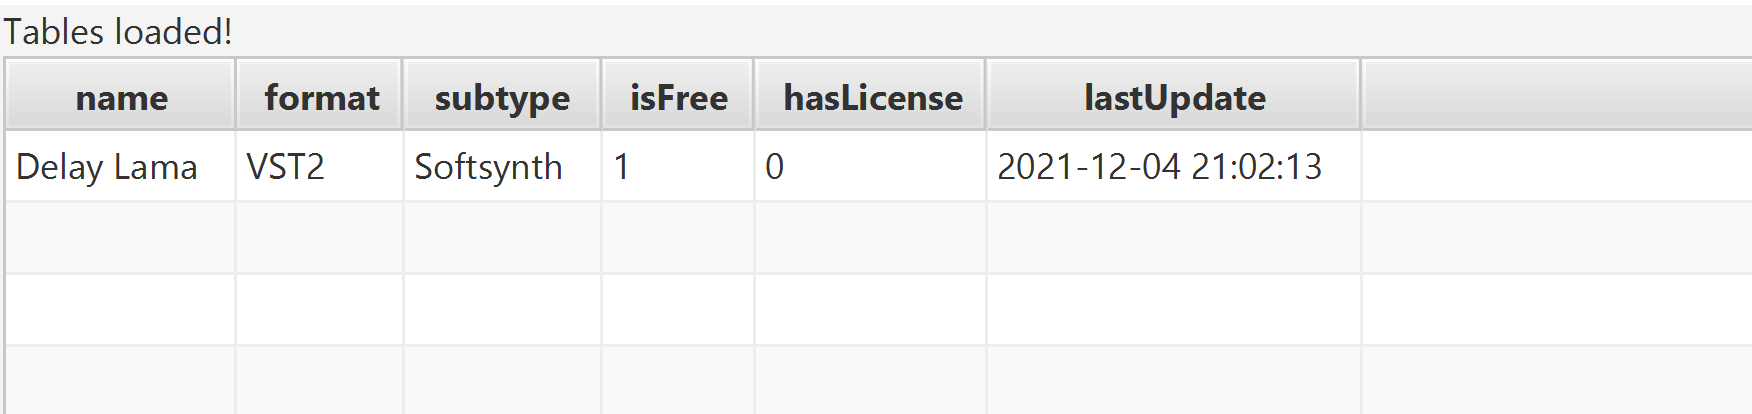 Tables loaded!
name format subtype isFree hasLicense lastUpdate
Delay Lama VST2 Softsynth 1 0 2021-12-04 21:02:13